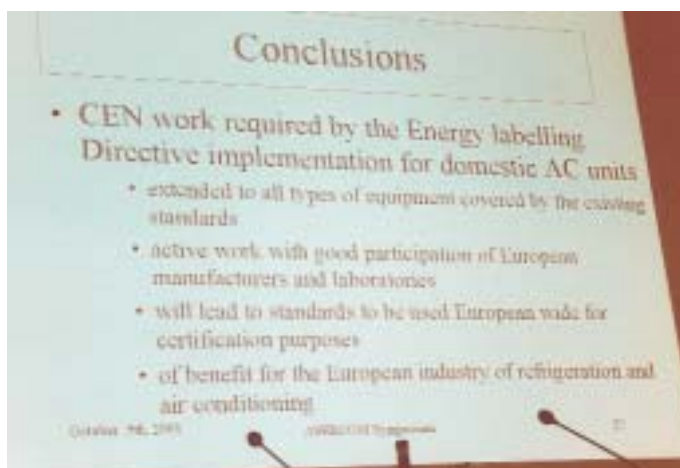 Conclusions
• CEN work required by the Energy labelling
Directive implementation for domestic AC units
• extended to all types of equipment covered by the existing
standards
• active work with good participation of European
manufacturers and laboratories
• will lead to standards to be used European wide for
certification purposes
• of benefit for the European industry of refrigeration and
air conditioning
October
Symposium